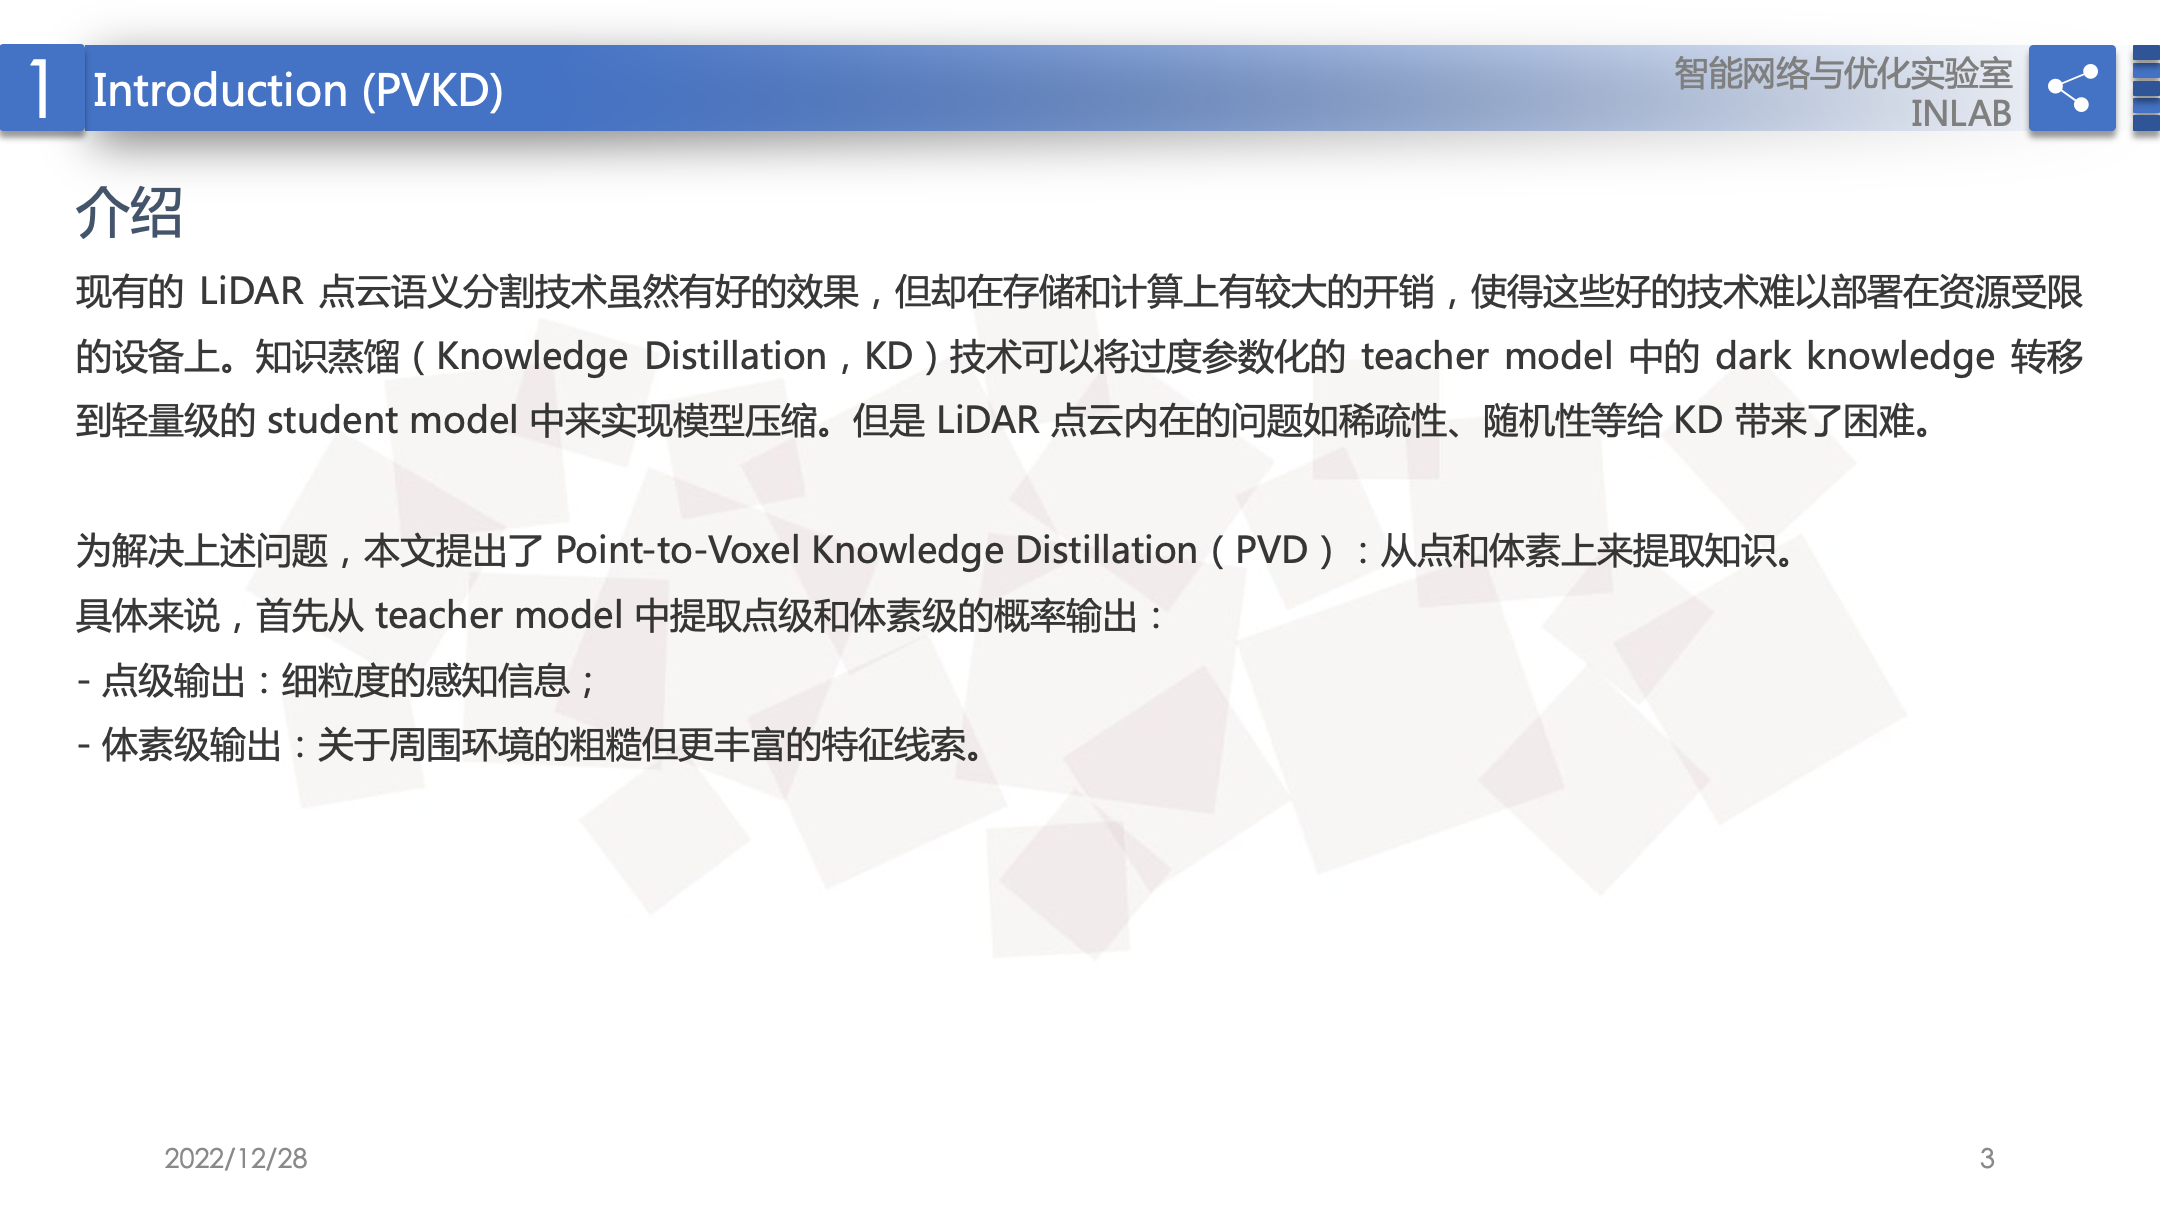 1
Introduction (PVKD)
智能网络与优化实验室
INLAB
介绍
现有的 LiDAR 点云语义分割技术虽然有好的效果，但却在存储和计算上有较大的开销，使得这些好的技术难以部署在资源受限
的设备上。知识蒸馏（Knowledge Distillation，KD）技术可以将过度参数化的 teacher model 中的 dark knowledge 转移
到轻量级的 student model 中来实现模型压缩。但是 LiDAR 点云内在的问题如稀疏性、随机性等给 KD 带来了困难。
为解决上述问题，本文提出了 Point-to-Voxel Knowledge Distillation（PVD）：从点和体素上来提取知识。
具体来说，首先从 teacher model 中提取点级和体素级的概率输出：
- 点级输出：细粒度的感知信息；
- 体素级输出：关于周围环境的粗糙但更丰富的特征线索。
2022/12/28
3